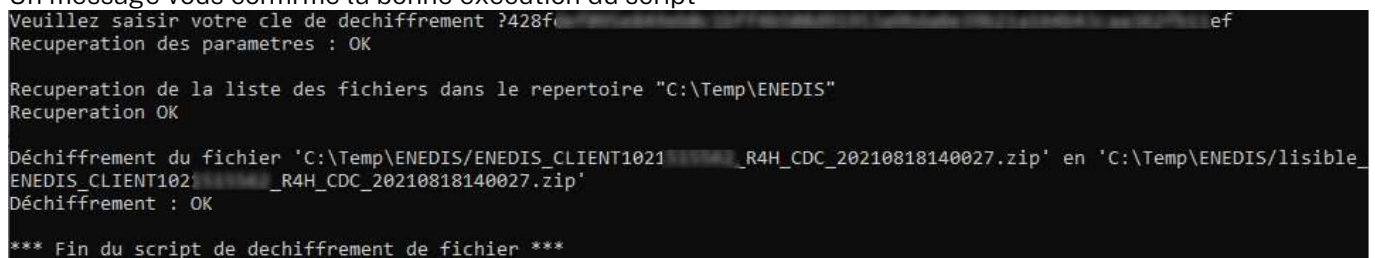 Un message vous confirme la bonne exécution du script
Veuillez saisir votre cle de dechiffrement ?428f ef
Recuperation des parametres : OK
Recuperation de la liste des fichiers dans le repertoire "C:\Temp\ENEDIS"
Recuperation OK
Déchiffrement du fichier 'C:\Temp\ENEDIS/ENEDIS_CLIENT1021 _R4H_CDC_20210818140027.zip' en 'C:\Temp\ENEDIS/lisible_
ENEDIS_CLIENT102 _R4H_CDC_20210818140027.zip'
Déchiffrement : OK
*** Fin du script de dechiffrement de fichier ***